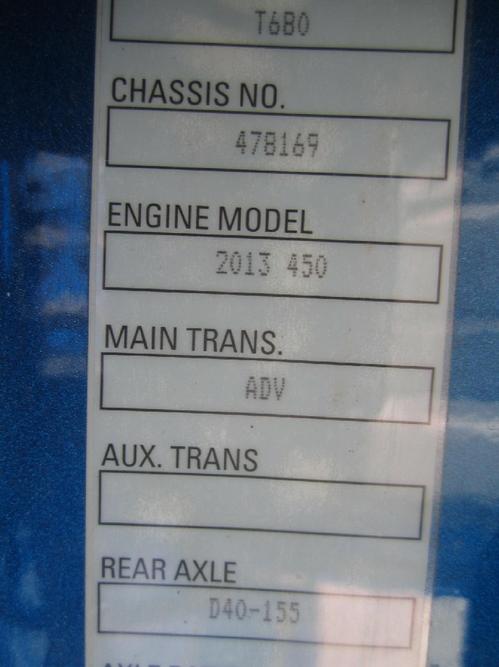 T680
CHASSIS NO.
478169
ENGINE MODEL
2013 450
MAIN TRANS.
ADV
AUX. TRANS
REAR AXLE
D40-155